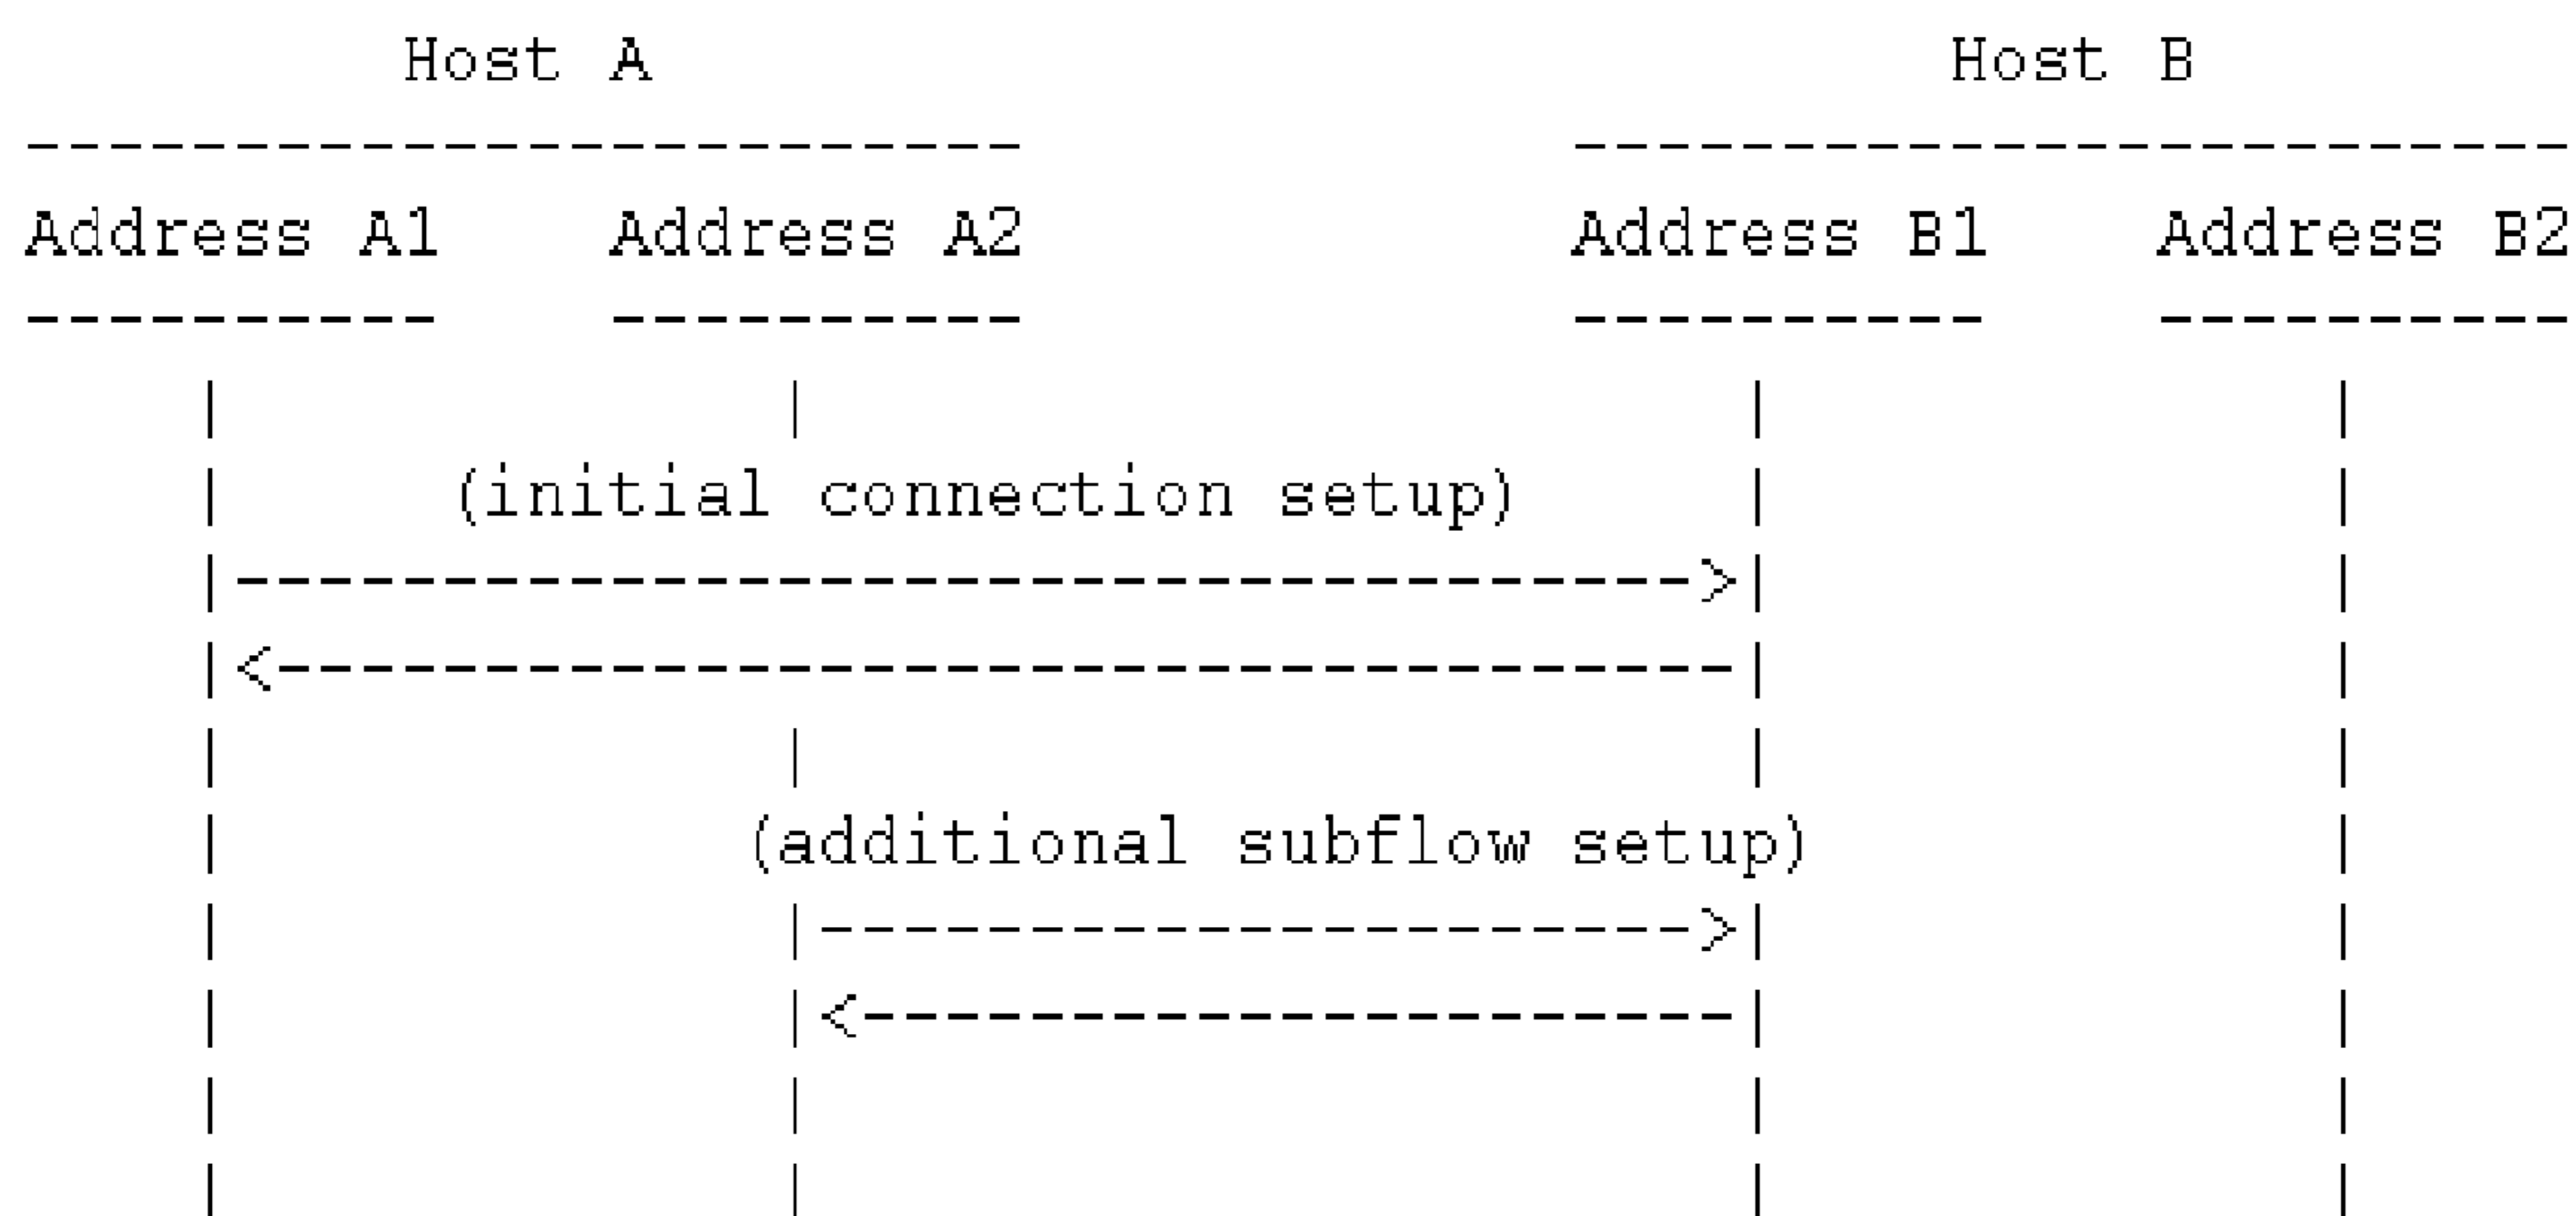 Host A                               Host B
------------------------             ------------------------
Address A1    Address A2             Address B1    Address B2
----------    ----------             ----------    ----------
    |             |                      |             |
    |     (initial connection setup)     |             |
    |----------------------------------->|             |
    |<-----------------------------------|             |
    |             |                      |             |
    |            (additional subflow setup)            |
    |             |--------------------->|             |
    |             |<---------------------|             |
    |             |                      |             |
    |             |                      |             |